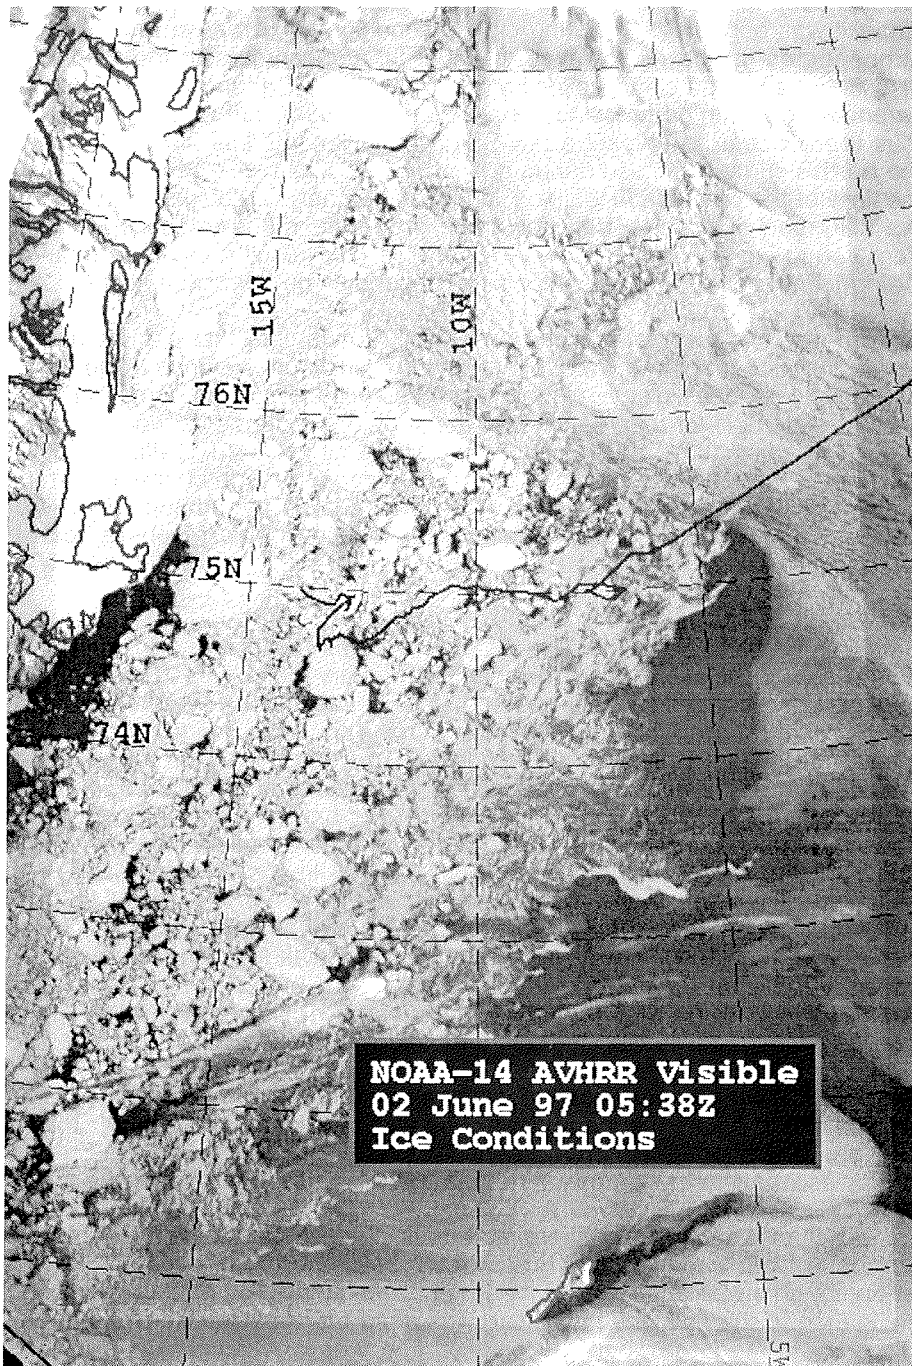 15W
10W
76N
75N
74N
NOAA-14 AVHRR Visible
02 June 97 05:38Z
Ice Conditions